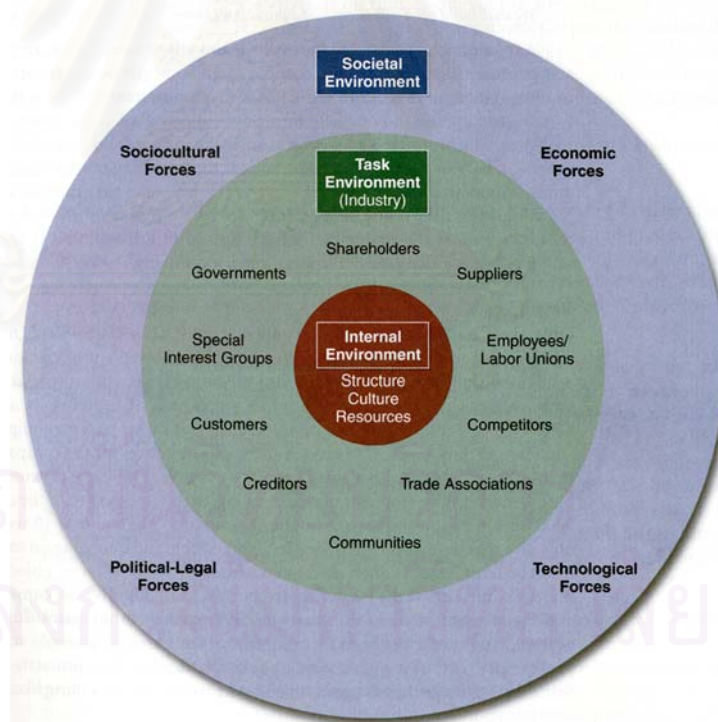 Societal
Environment
Sociocultural
Forces
Economic
Forces
Task
Environment
(Industry)
Shareholders
Governments
Suppliers
Special
Interest Groups
Internal
Environment
Structure
Culture
Resources
Employees/
Labor Unions
Customers
Competitors
Creditors
Trade Associations
Communities
Political-Legal
Forces
Technological
Forces